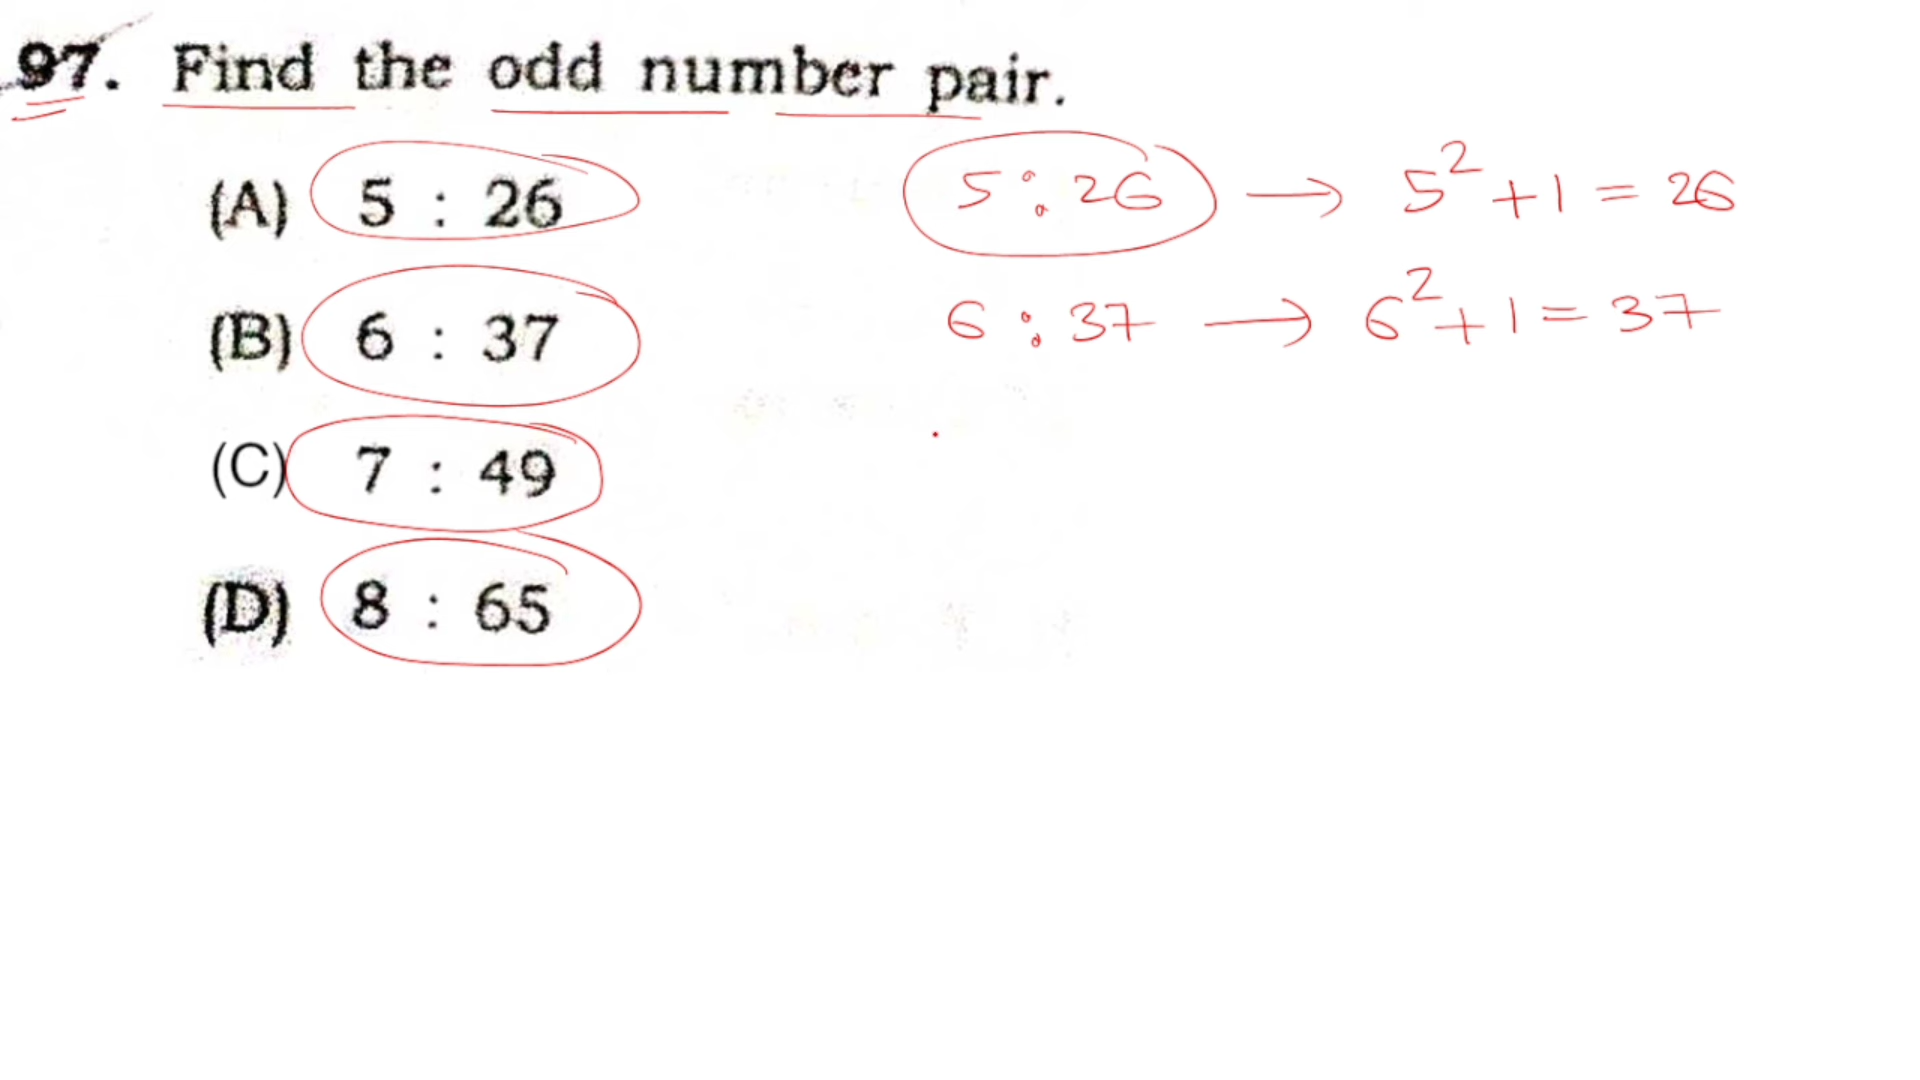 97. Find the odd number pair.
(A) 5 : 26
(B) 6 : 37
(C) 7 : 49
(D) 8 : 65
5 : 26 → 5² + 1 = 26
6 : 37 → 6² + 1 = 37